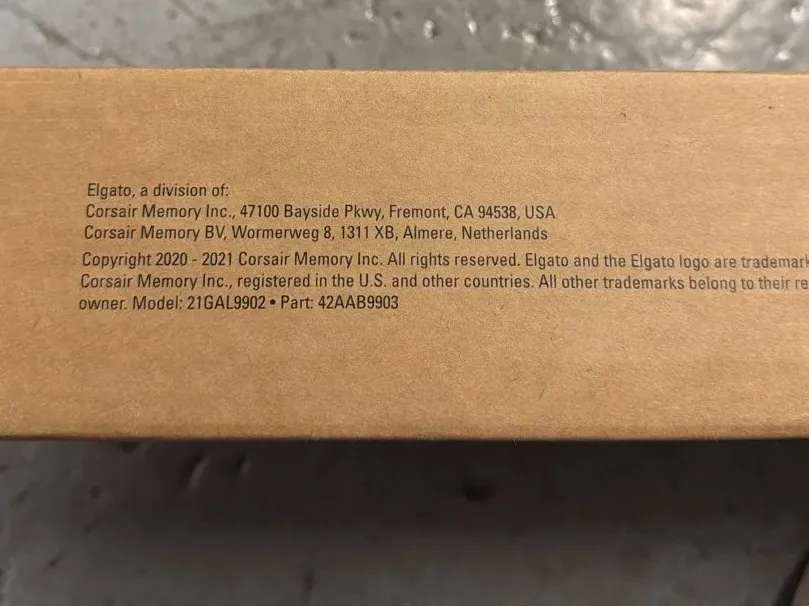 Elgato, a division of:
Corsair Memory Inc., 47100 Bayside Pkwy, Fremont, CA 94538, USA
Corsair Memory BV, Wormerweg 8, 1311 XB, Almere, Netherlands
Copyright 2020 - 2021 Corsair Memory Inc. All rights reserved. Elgato and the Elgato logo are trademark
Corsair Memory Inc., registered in the U.S. and other countries. All other trademarks belong to their re
owner. Model: 21GAL9902 • Part: 42AAB9903